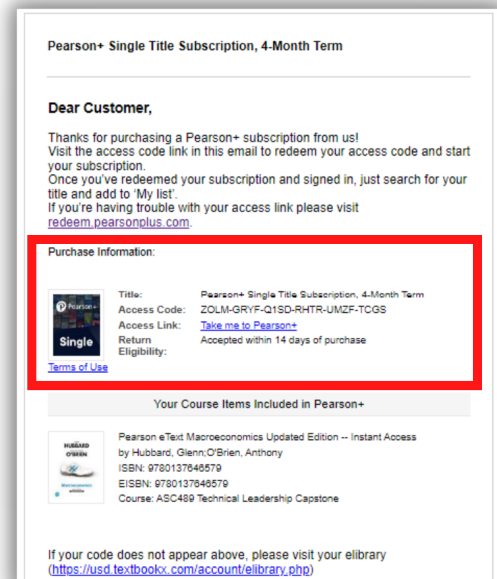 Pearson+ Single Title Subscription, 4-Month Term
Dear Customer,
Thanks for purchasing a Pearson+ subscription from us!
Visit the access code link in this email to redeem your access code and start
your subscription.
Once you've redeemed your subscription and signed in, just search for your
title and add to 'My list'.
If you're having trouble with your access link please visit
redeem.pearsonplus.com.
Purchase Information:
Pearson+
Single
Terms of Use
Title: Pearson+ Single Title Subscription, 4-Month Term
Access Code: ZOLM-GRYF-Q1SD-RHTR-UMZF-TCGS
Access Link: Take me to Pearson+
Return Accepted within 14 days of purchase
Eligibility:
Your Course Items Included in Pearson+
HUBBARD
O'BRIEN
Macroeconomics
Pearson eText Macroeconomics Updated Edition -- Instant Access
by Hubbard, Glenn;O'Brien, Anthony
ISBN: 9780137646579
EISBN: 9780137646579
Course: ASC489 Technical Leadership Capstone
If your code does not appear above, please visit your elibrary
(https://usd.textbookx.com/account/elibrary.php)